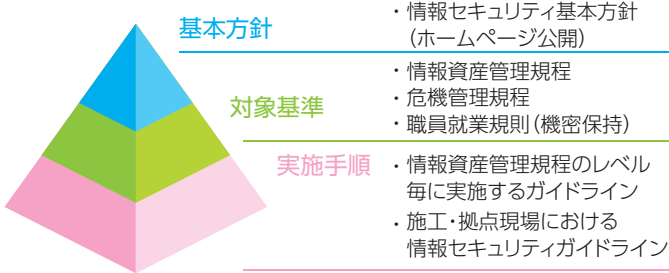 基本方針
・情報セキュリティ基本方針
（ホームページ公開）
対象基準
・情報資産管理規程
・危機管理規程
・職員就業規則（機密保持）
実施手順
・情報資産管理規程のレベル
毎に実施するガイドライン
・施工・拠点現場における
情報セキュリティガイドライン